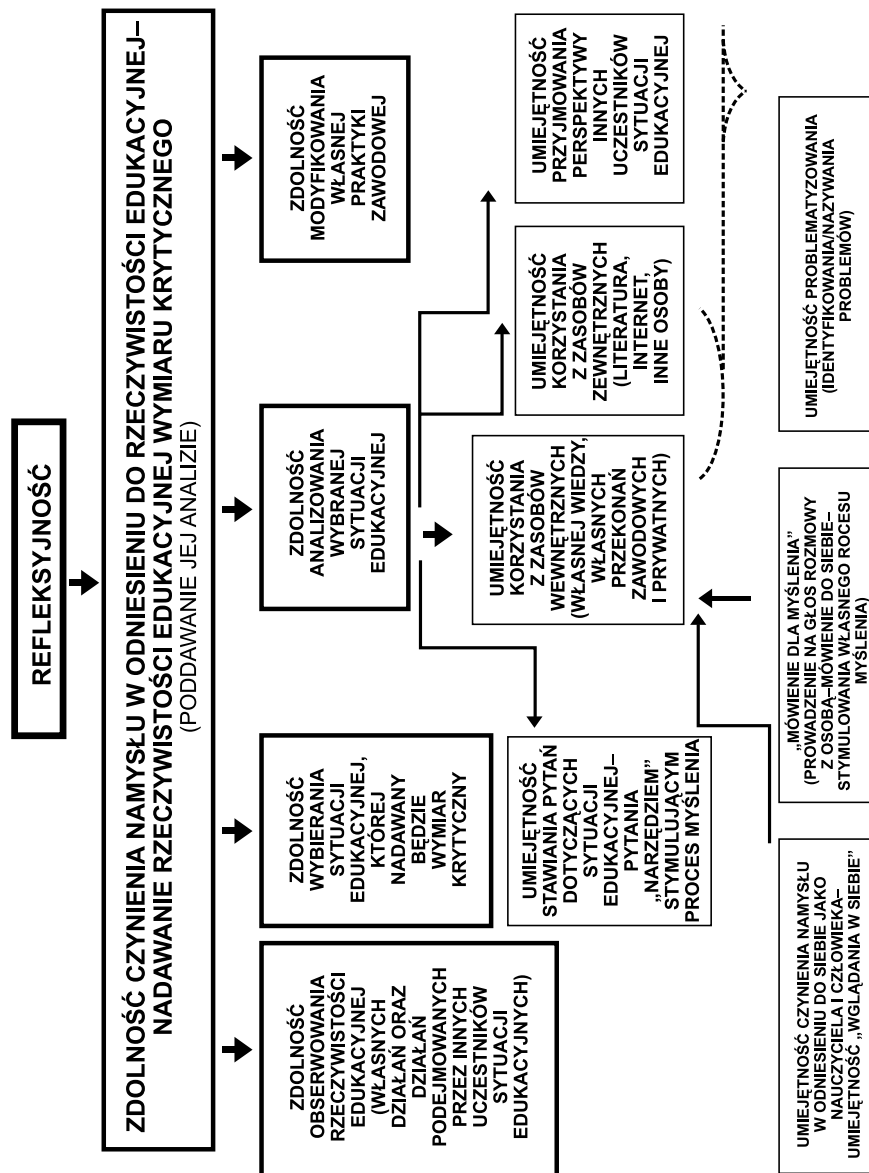 REFLEKSYJNOŚĆ
ZDOLNOŚĆ CZYNIENIA NAMYSŁU W ODNIESIENIU DO RZECZYWISTOŚCI EDUKACYJNEJ–
NADAWANIE RZECZYWISTOŚCI EDUKACYJNEJ WYMIARU KRYTYCZNEGO
(PODDAWANIE JEJ ANALIZIE)
ZDOLNOŚĆ
OBSERWOWANIA
RZECZYWISTOŚCI
EDUKACYJNEJ
(WŁASNYCH
DZIAŁAŃ ORAZ
DZIAŁAŃ
PODEJMOWANYCH
PRZEZ INNYCH
UCZESTNIKÓW
SYTUACJI
EDUKACYJNYCH)
ZDOLNOŚĆ
WYBIERANIA
SYTUACJI
EDUKACYJNEJ,
KTÓREJ
NADAWANY
BĘDZIE
WYMIAR
KRYTYCZNY
ZDOLNOŚĆ
ANALIZOWANIA
WYBRANEJ
SYTUACJI
EDUKACYJNEJ
ZDOLNOŚĆ
MODYFIKOWANIA
WŁASNEJ
PRAKTYKI
ZAWODOWEJ
UMIEJĘTNOŚĆ
STAWIANIA PYTAŃ
DOTYCZĄCYCH
SYTUACJI
EDUKACYJNEJ–
PYTANIA
„NARZĘDZIEM”
STYMULUJĄCYM
PROCES MYŚLENIA
UMIEJĘTNOŚĆ
KORZYSTANIA
Z ZASOBÓW
WEWNĘTRZNYCH
(WŁASNEJ WIEDZY,
WŁASNYCH
PRZEKONAŃ
ZAWODOWYCH
I PRYWATNYCH)
UMIEJĘTNOŚĆ
KORZYSTANIA
Z ZASOBÓW
ZEWNĘTRZNYCH
(LITERATURA,
INTERNET,
INNE OSOBY)
UMIEJĘTNOŚĆ
PRZYJMOWANIA
PERSPEKTYWY
INNYCH
UCZESTNIKÓW
SYTUACJI
EDUKACYJNEJ
UMIEJĘTNOŚĆ CZYNIENIA NAMYSŁU
W ODNIESIENIU DO SIEBIE JAKO
NAUCZYCIELA I CZŁOWIEKA–
UMIEJĘTNOŚĆ „WGLĄDANIA W SIEBIE”
„MÓWIENIE DLA MYŚLENIA”
(PROWADZENIE NA GŁOS ROZMOWY
Z OSOBĄ–MÓWIENIE DO SIEBIE–
STYMULOWANIA WŁASNEGO ROCESU
MYŚLENIA)
UMIEJĘTNOŚĆ PROBLEMATYZOWANIA
(IDENTYFIKOWANIA/NAZYWANIA
PROBLEMÓW)